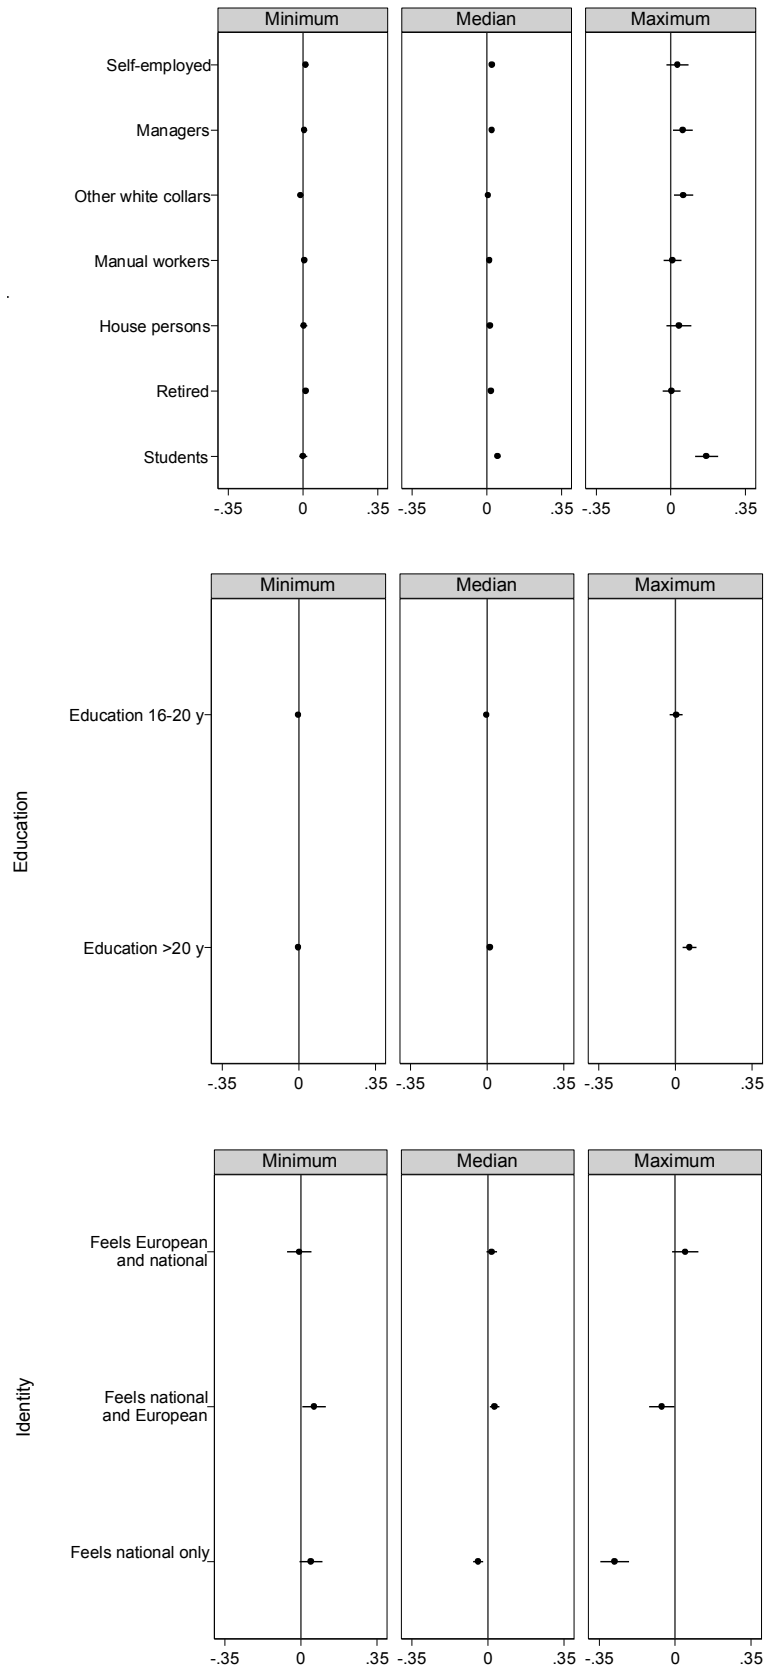 Minimum Median Maximum
Self-employed
Managers
Other white collars
Manual workers
House persons
Retired
Students
-.35 0 .35 -.35 0 .35 -.35 0 .35
Minimum Median Maximum
Education
Education 16-20 y
Education >20 y
-.35 0 .35 -.35 0 .35 -.35 0 .35
Minimum Median Maximum
Identity
Feels European
and national
Feels national
and European
Feels national only
-.35 0 .35 -.35 0 .35 -.35 0 .35